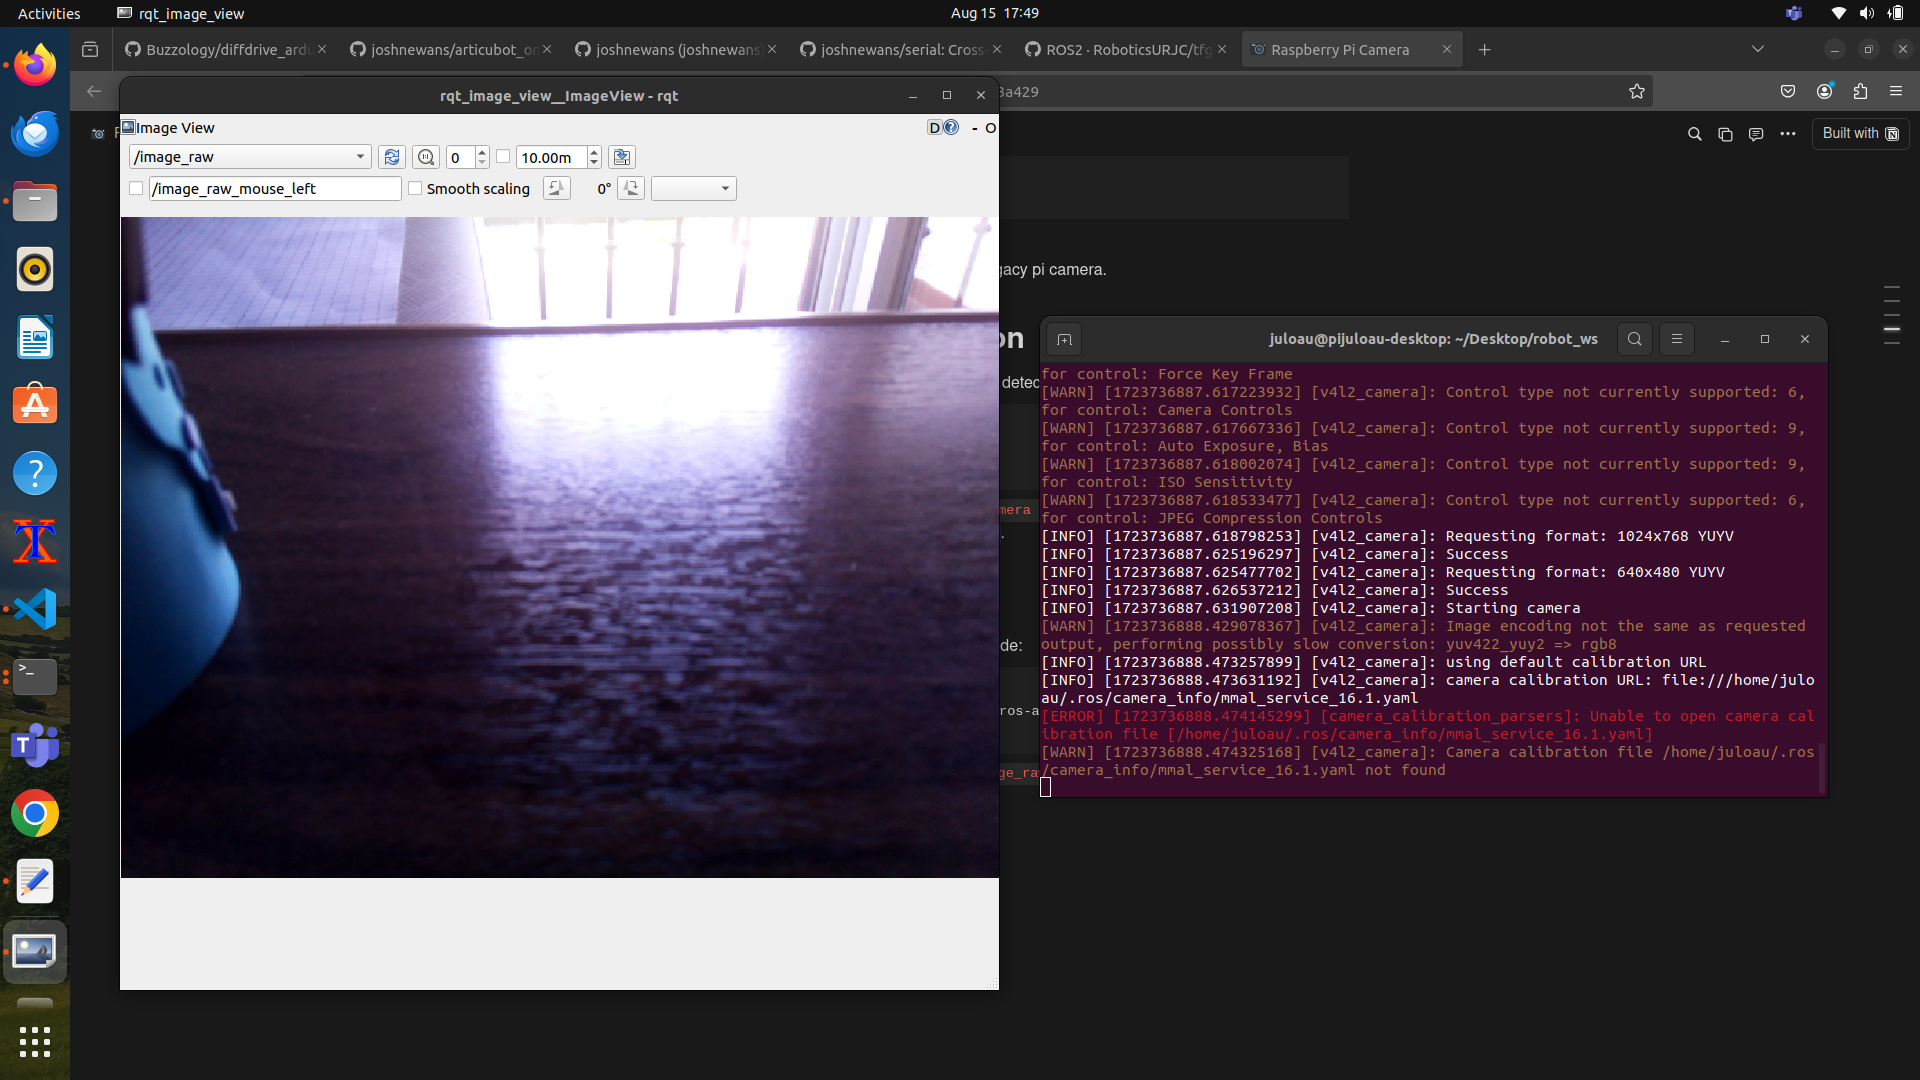 Activities
rqt_image_view
Aug 15 17:49
Buzzology/diffdrive_ardu
joshnewans/articubot_on
joshnewans (joshnewans
joshnewans/serial: Cross-
ROS2 · RoboticsURJC/tfg
Raspberry Pi Camera
3a429
Built with
rqt_image_view__ImageView - rqt
Image View
D
- O
/image_raw
0
10.00m
/image_raw_mouse_left
Smooth scaling
0°
gacy pi camera.
on
detec
mera
de:
ros-a
ge_ra
juloau@pijuloau-desktop: ~/Desktop/robot_ws
for control: Force Key Frame
[WARN] [1723736887.617223932] [v4l2_camera]: Control type not currently supported: 6,
for control: Camera Controls
[WARN] [1723736887.617667336] [v4l2_camera]: Control type not currently supported: 9,
for control: Auto Exposure, Bias
[WARN] [1723736887.618002074] [v4l2_camera]: Control type not currently supported: 9,
for control: ISO Sensitivity
[WARN] [1723736887.618533477] [v4l2_camera]: Control type not currently supported: 6,
for control: JPEG Compression Controls
[INFO] [1723736887.618798253] [v4l2_camera]: Requesting format: 1024x768 YUYV
[INFO] [1723736887.625196297] [v4l2_camera]: Success
[INFO] [1723736887.625477702] [v4l2_camera]: Requesting format: 640x480 YUYV
[INFO] [1723736887.626537212] [v4l2_camera]: Success
[INFO] [1723736887.631907208] [v4l2_camera]: Starting camera
[WARN] [1723736888.429078367] [v4l2_camera]: Image encoding not the same as requested
output, performing possibly slow conversion: yuv422_yuy2 => rgb8
[INFO] [1723736888.473257899] [v4l2_camera]: using default calibration URL
[INFO] [1723736888.473631192] [v4l2_camera]: camera calibration URL: file:///home/julo
au/.ros/camera_info/mmal_service_16.1.yaml
[ERROR] [1723736888.474145299] [camera_calibration_parsers]: Unable to open camera cal
ibration file [/home/juloau/.ros/camera_info/mmal_service_16.1.yaml]
[WARN] [1723736888.474325168] [v4l2_camera]: Camera calibration file /home/juloau/.ros
/camera_info/mmal_service_16.1.yaml not found